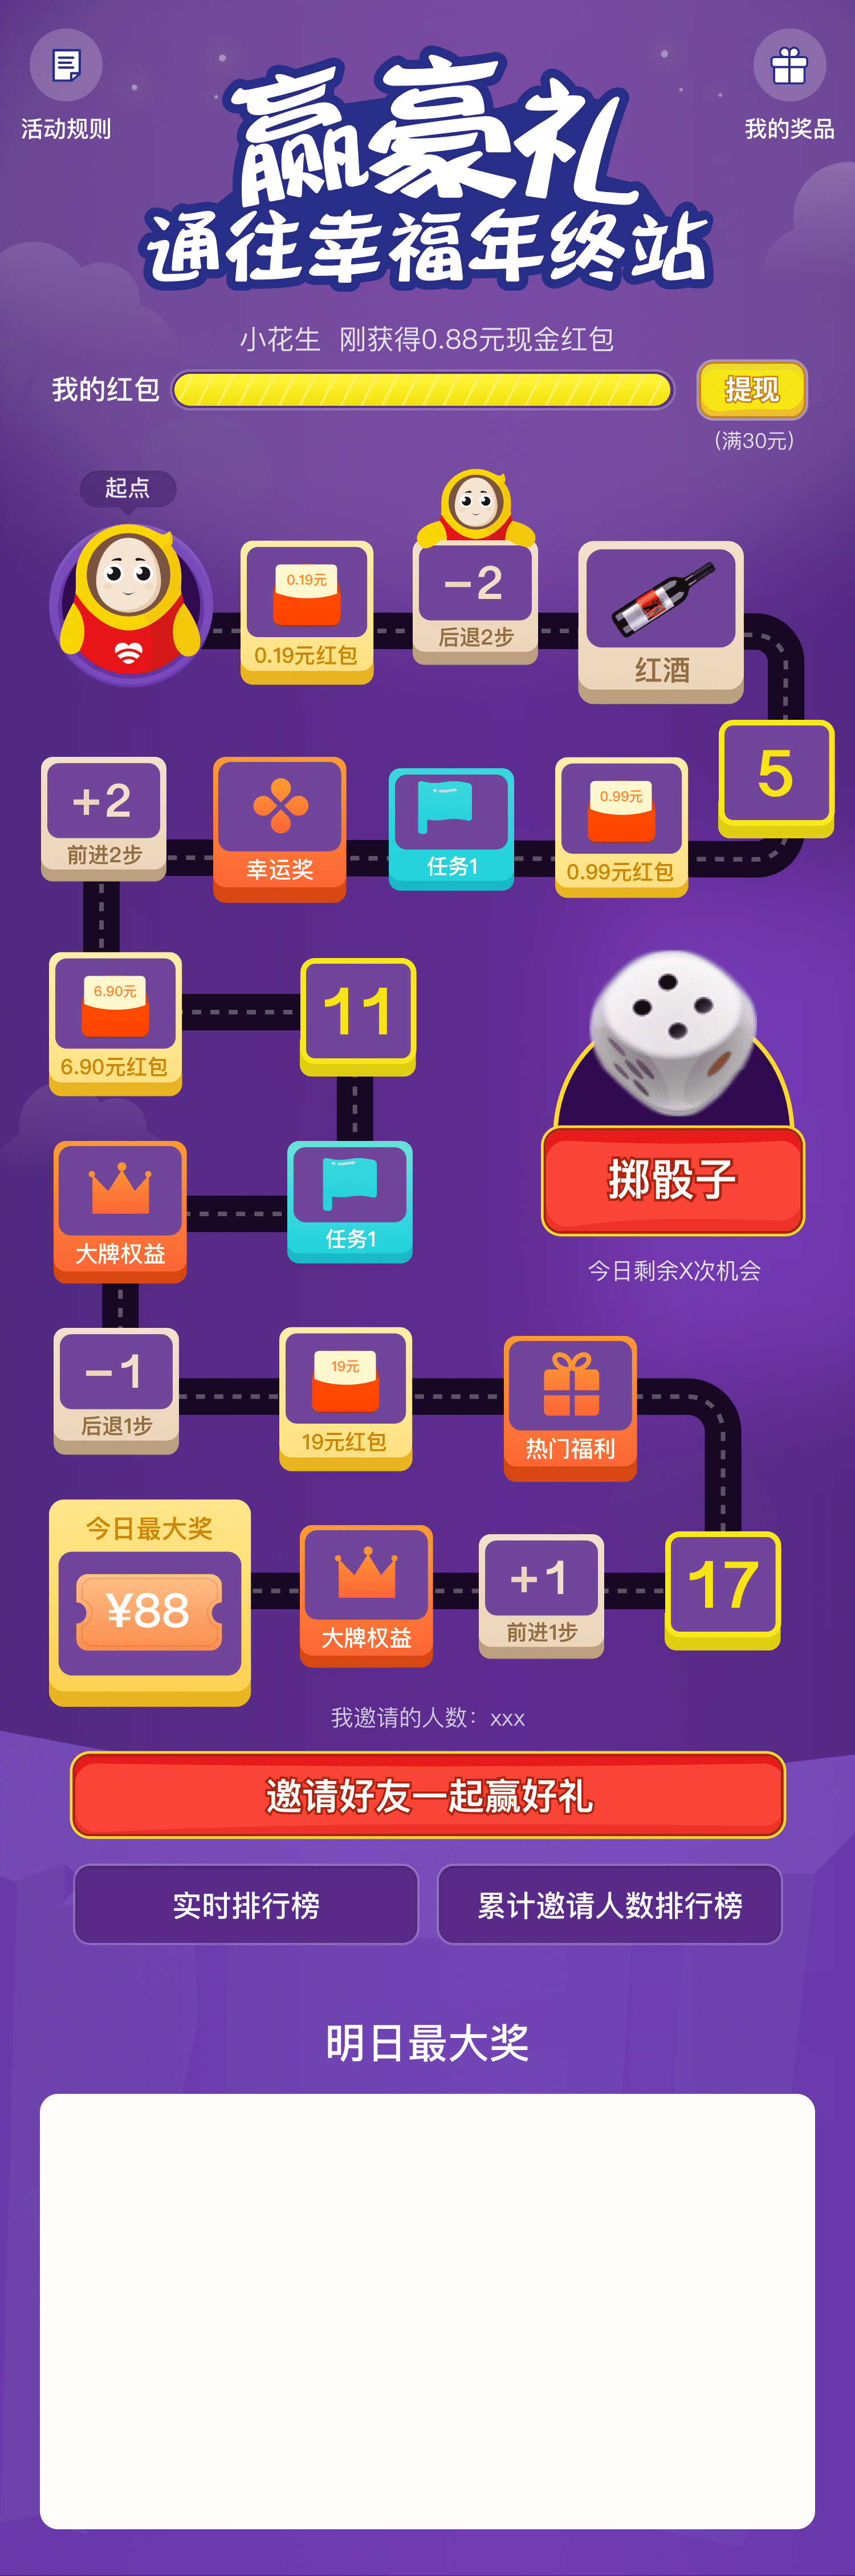 活动规则
我的奖品
赢豪礼
通往幸福年终站
小花生 刚获得0.88元现金红包
我的红包
提现
(满30元)
起点
0.19元
0.19元红包
−2
后退2步
红酒
5
+2
前进2步
幸运奖
任务1
0.99元
0.99元红包
6.90元
6.90元红包
11
大牌权益
任务1
掷骰子
今日剩余X次机会
−1
后退1步
19元
19元红包
热门福利
今日最大奖
¥88
大牌权益
+1
前进1步
17
我邀请的人数：xxx
邀请好友一起赢好礼
实时排行榜
累计邀请人数排行榜
明日最大奖